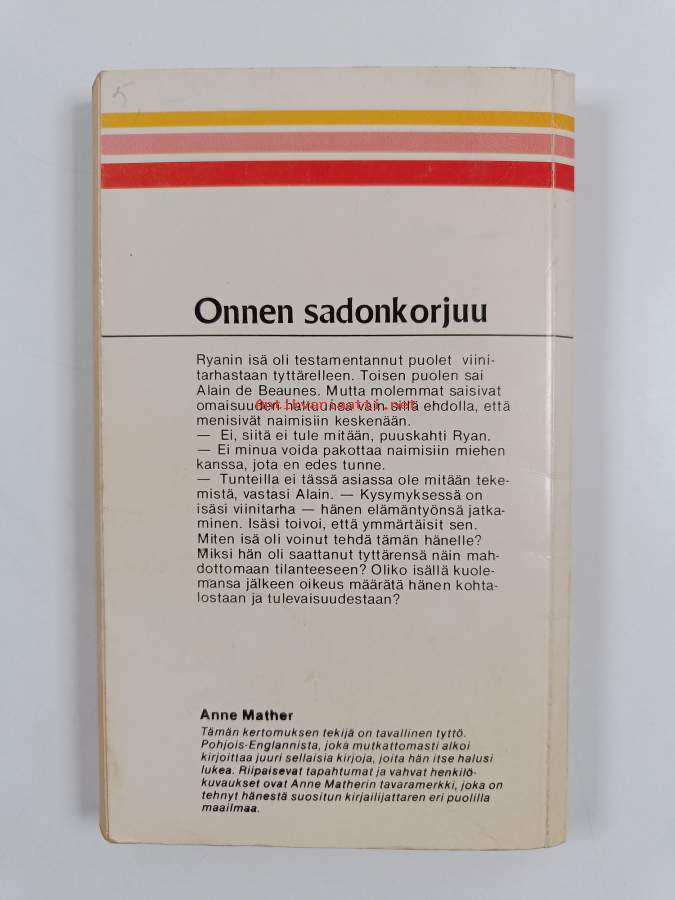 5
Onnen sadonkorjuu
Ryanin isä oli testamentannut puolet viini-
tarhastaan tyttärelleen. Toisen puolen sai
Alain de Beaunes. Mutta molemmat saisivat
omaisuuden haltuunsa vain sillä ehdolla, että
menisivät naimisiin keskenään.
— Ei, siitä ei tule mitään, puuskahti Ryan.
— Ei minua voida pakottaa naimisiin miehen
kanssa, jota en edes tunne.
— Tunteilla ei tässä asiassa ole mitään teke-
mistä, vastasi Alain. — Kysymyksessä on
isäsi viinitarha — hänen elämäntyönsä jatka-
minen. Isäsi toivoi, että ymmärtäisit sen.
Miten isä oli voinut tehdä tämän hänelle?
Miksi hän oli saattanut tyttärensä näin mah-
dottomaan tilanteeseen? Oliko isällä kuole-
mansa jälkeen oikeus määrätä hänen kohta-
lostaan ja tulevaisuudestaan?
Anne Mather
Tämän kertomuksen tekijä on tavallinen tyttö.
Pohjois-Englannista, joka mutkattomasti alkoi
kirjoittaa juuri sellaisia kirjoja, joita hän itse halusi
lukea. Riipaisevat tapahtumat ja vahvat henkilö-
kuvaukset ovat Anne Matherin tavaramerkki, joka on
tehnyt hänestä suositun kirjailijattaren eri puolilla
maailmaa.